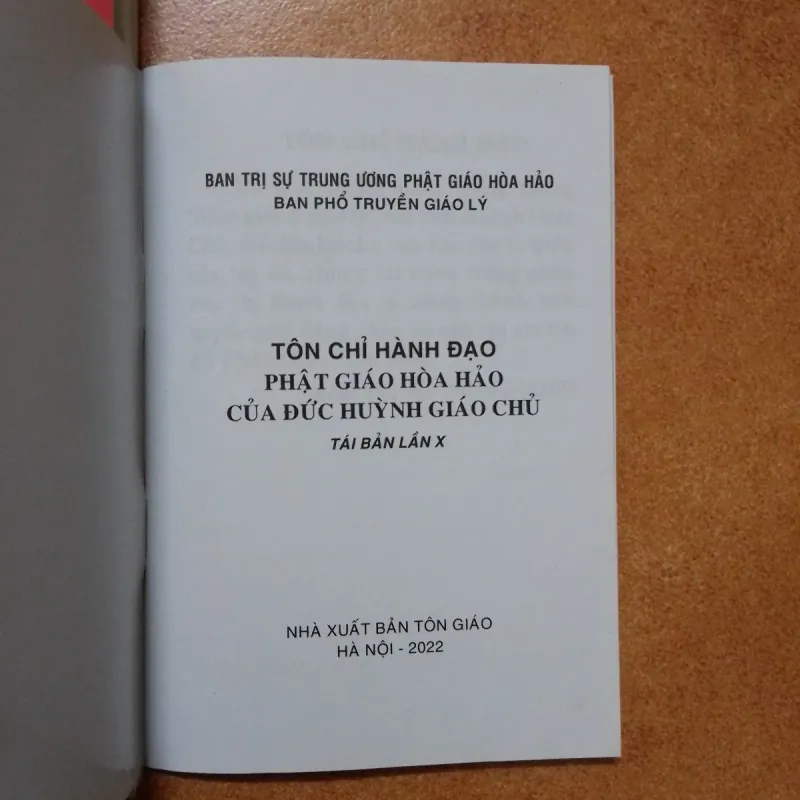 BAN TRỊ SỰ TRUNG ƯƠNG PHẬT GIÁO HÒA HẢO
BAN PHỔ TRUYỀN GIÁO LÝ
TÔN CHỈ HÀNH ĐẠO
PHẬT GIÁO HÒA HẢO
CỦA ĐỨC HUỲNH GIÁO CHỦ
TÁI BẢN LẦN X
NHÀ XUẤT BẢN TÔN GIÁO
HÀ NỘI - 2022